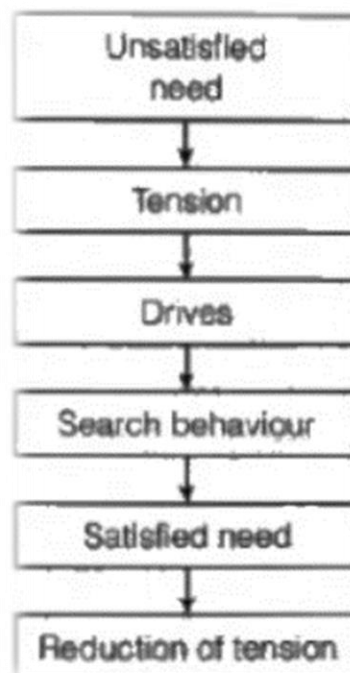 Unsatisfied
need
Tension
Drives
Search behaviour
Satisfied need
Reduction of tension